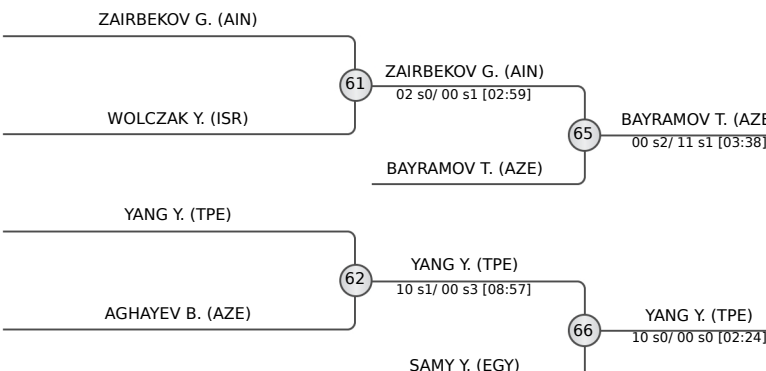 ZAIRBEKOV G. (AIN)
61
ZAIRBEKOV G. (AIN)
02 s0/ 00 s1 [02:59]
WOLCZAK Y. (ISR)
65
BAYRAMOV T. (AZE
00 s2/ 11 s1 [03:38]
BAYRAMOV T. (AZE)
YANG Y. (TPE)
62
YANG Y. (TPE)
10 s1/ 00 s3 [08:57]
AGHAYEV B. (AZE)
66
YANG Y. (TPE)
10 s0/ 00 s0 [02:24]
SAMY Y. (EGY)